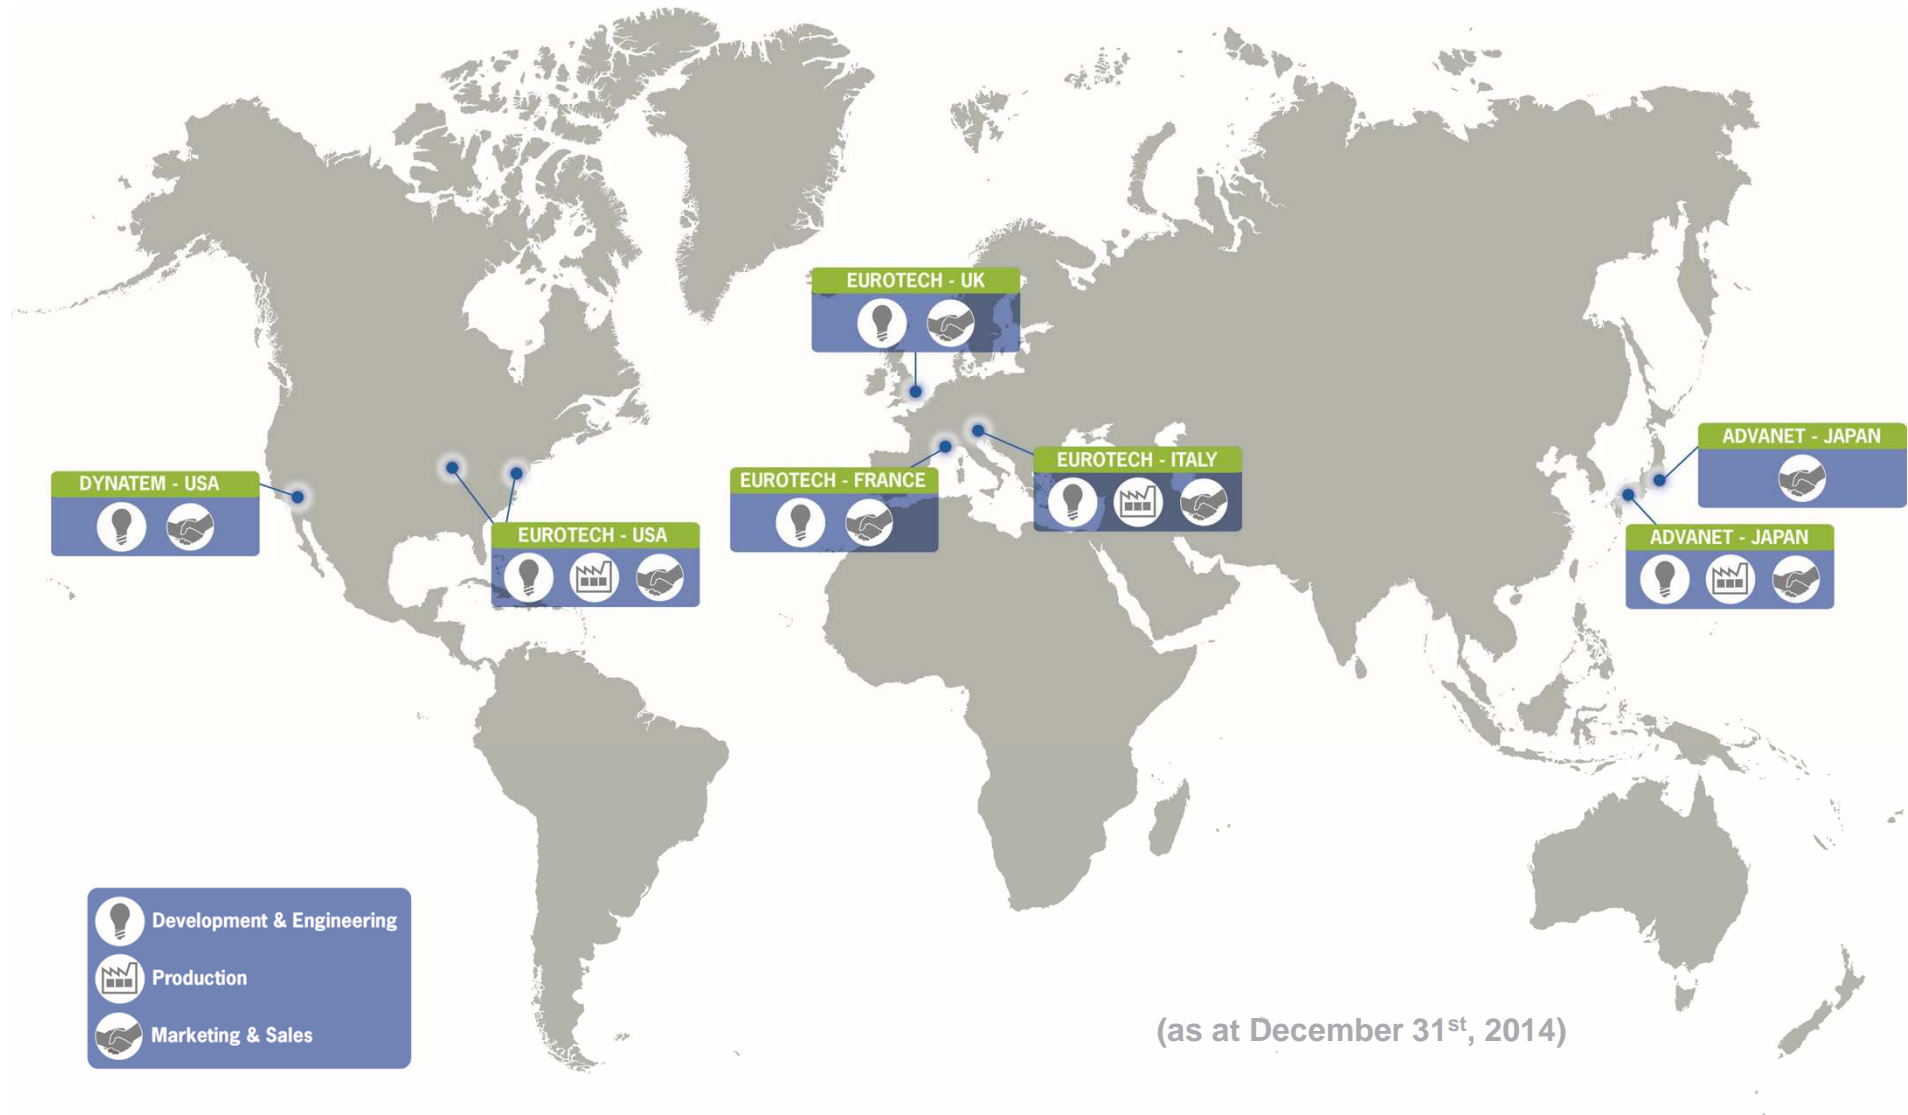 EUROTECH - UK
ADVANET - JAPAN
EUROTECH - ITALY
DYNATEM - USA
EUROTECH - FRANCE
EUROTECH - USA
ADVANET - JAPAN
Development & Engineering
Production
Marketing & Sales
(as at December 31st, 2014)